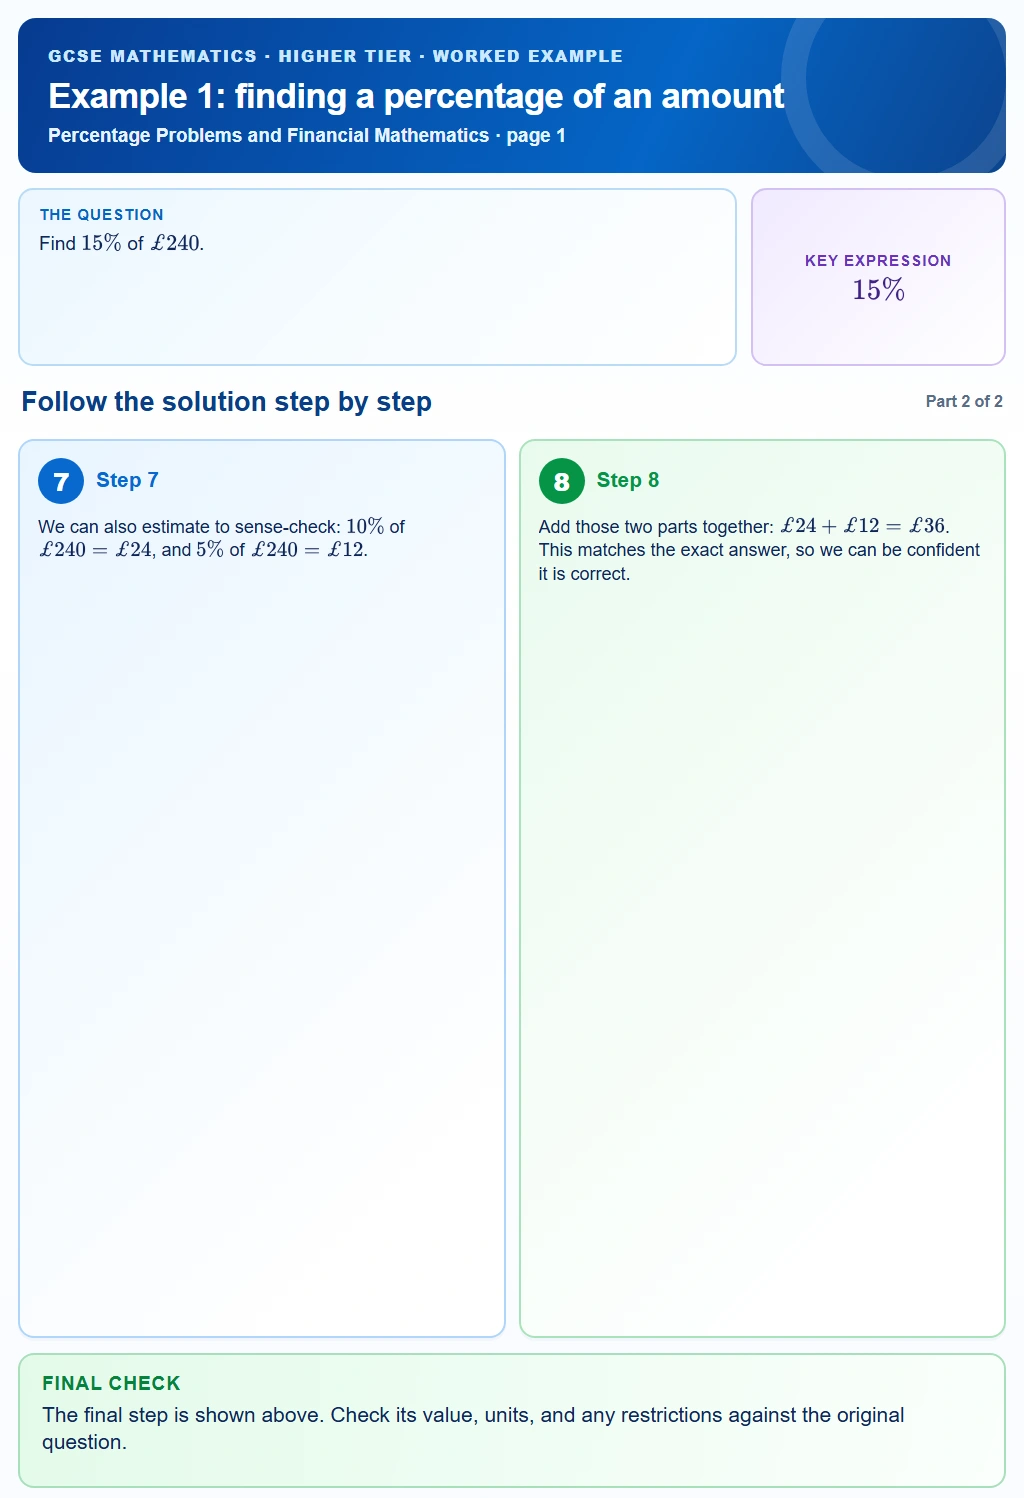 GCSE MATHEMATICS · HIGHER TIER · WORKED EXAMPLE
Example 1: finding a percentage of an amount
Percentage Problems and Financial Mathematics · page 1
THE QUESTION
Find 15% of £240.
KEY EXPRESSION
15%
Follow the solution step by step
Part 2 of 2
7 Step 7
We can also estimate to sense-check: 10% of
£240 = £24, and 5% of £240 = £12.
8 Step 8
Add those two parts together: £24 + £12 = £36.
This matches the exact answer, so we can be confident
it is correct.
FINAL CHECK
The final step is shown above. Check its value, units, and any restrictions against the original
question.